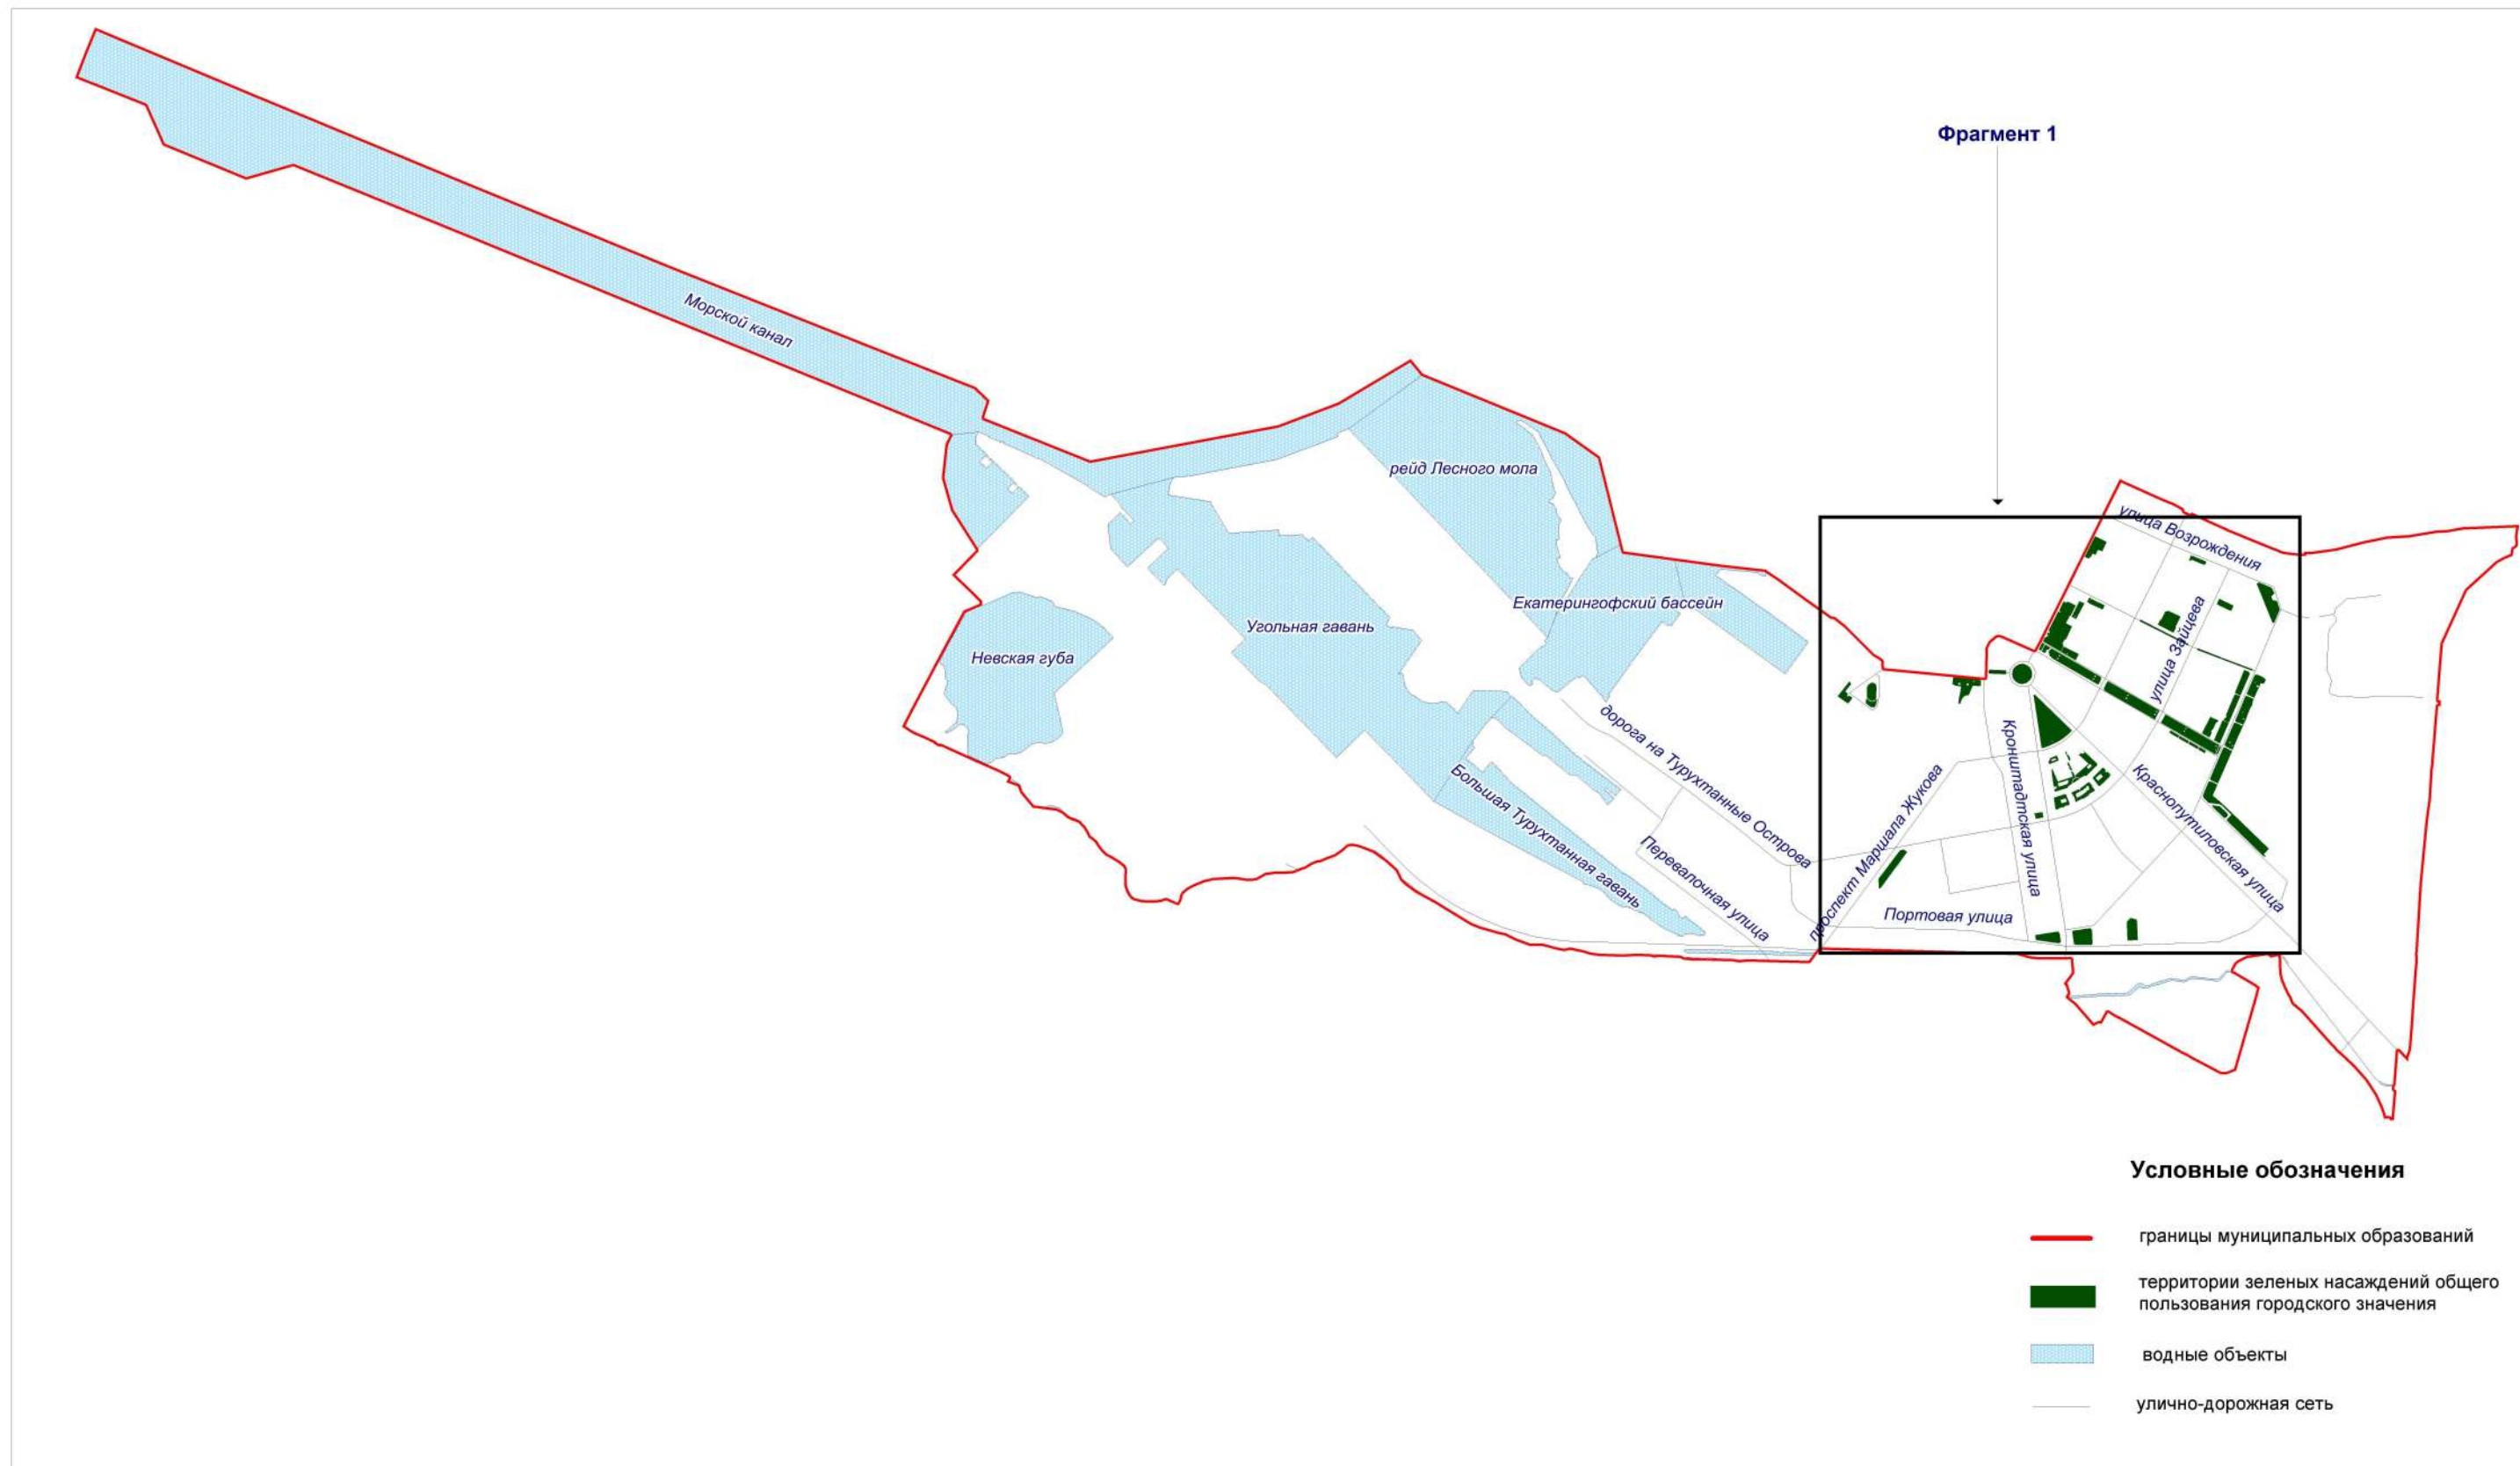 Фрагмент 1
Морской канал
рейд Лесного мола
улица Возрождения
Екатерингофский бассейн
Угольная гавань
Невская губа
улица Зайцева
дорога на Турухтанные Острова
Кронштадтская улица
Большая Турухтанная гавань
проспект Маршала Жукова
Краснопутиловская улица
Перевалочная улица
Портовая улица
Условные обозначения
границы муниципальных образований
территории зеленых насаждений общего
пользования городского значения
водные объекты
улично-дорожная сеть